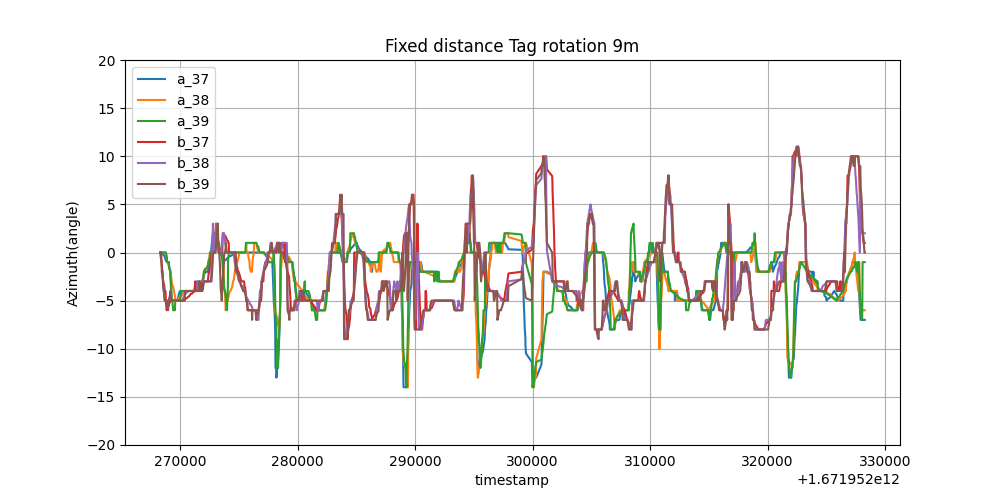 Fixed distance Tag rotation 9m
Azimuth(angle)
20
15
10
5
0
−5
−10
−15
−20
a_37
a_38
a_39
b_37
b_38
b_39
270000 280000 290000 300000 310000 320000 330000
timestamp
+1.671952e12